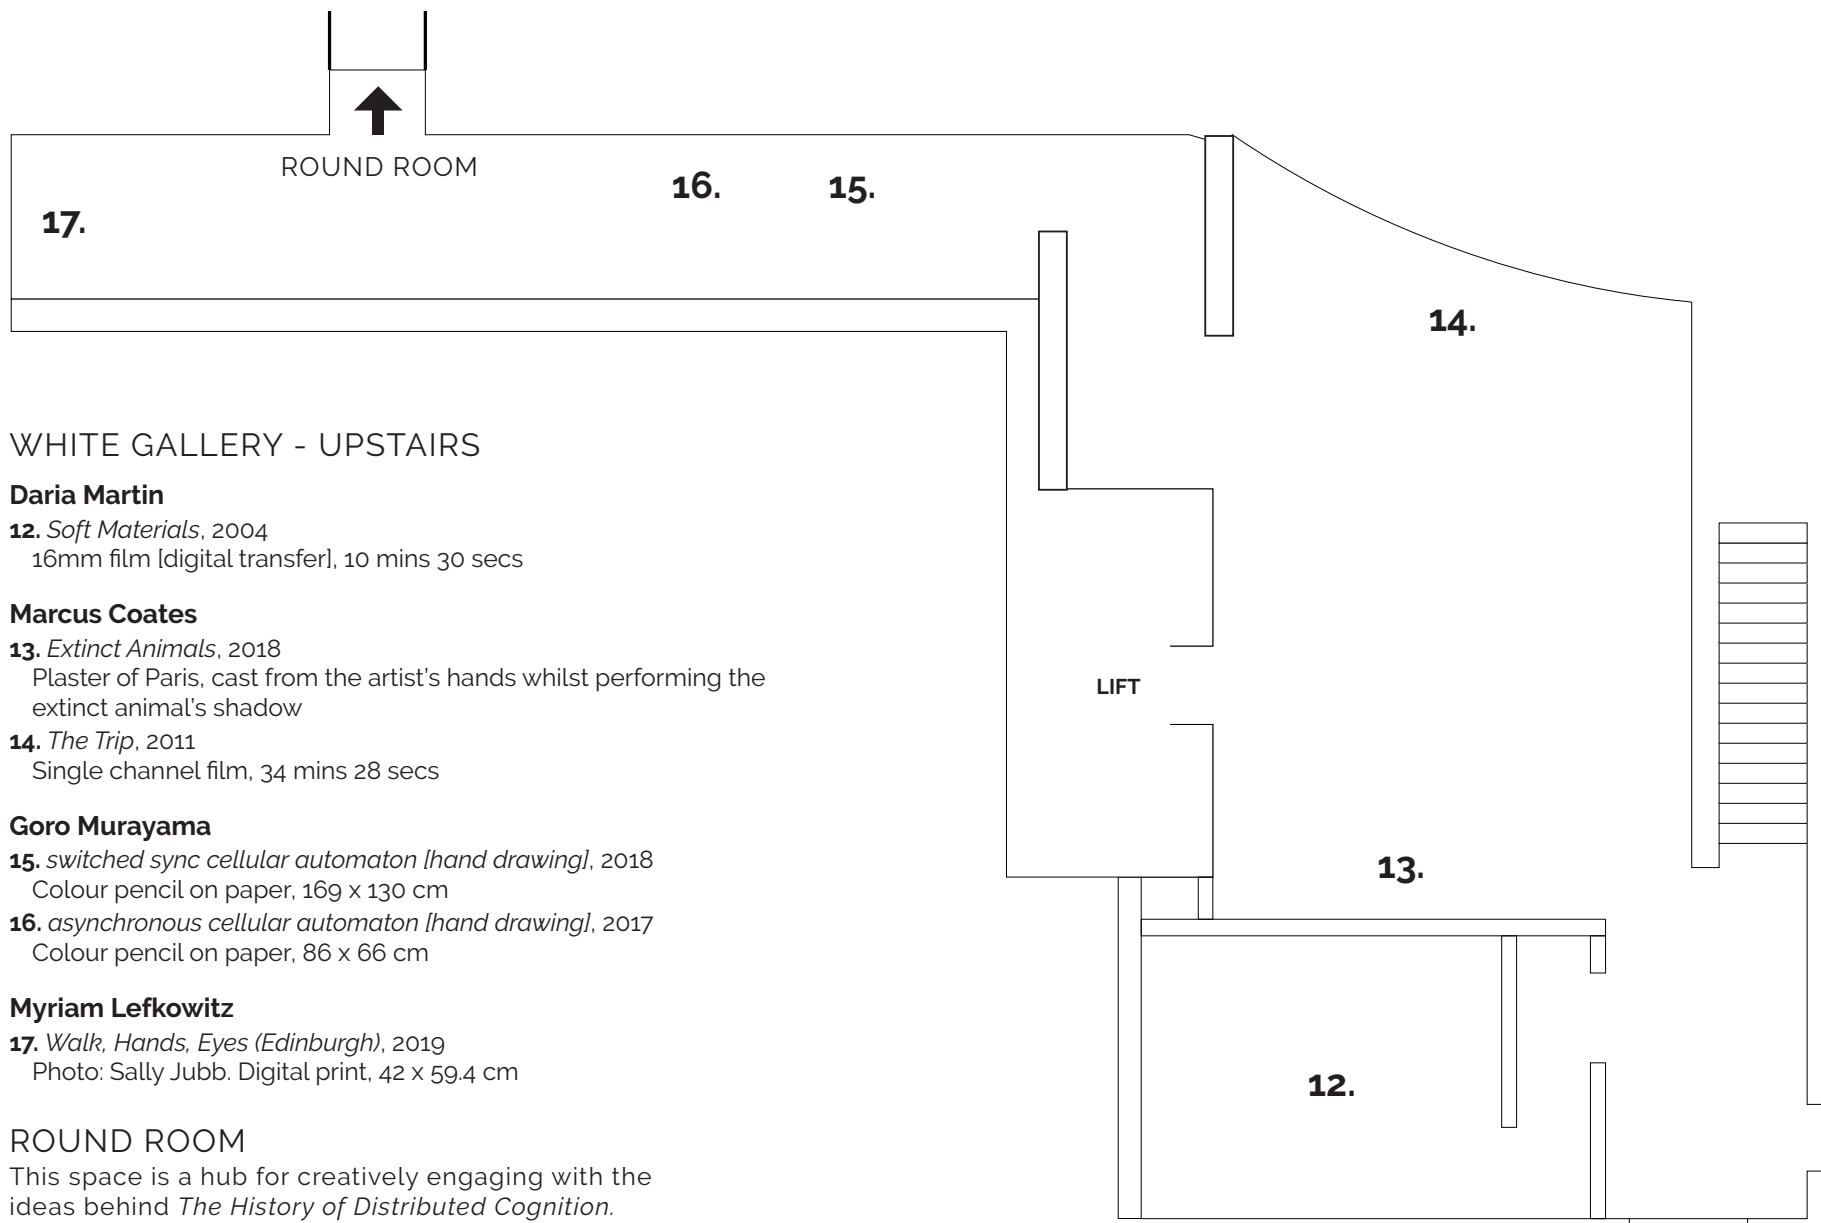 ROUND ROOM
16.
15.
17.
14.
WHITE GALLERY - UPSTAIRS
Daria Martin
12. Soft Materials, 2004
16mm film [digital transfer], 10 mins 30 secs
Marcus Coates
13. Extinct Animals, 2018
Plaster of Paris, cast from the artist’s hands whilst performing the
extinct animal’s shadow
14. The Trip, 2011
Single channel film, 34 mins 28 secs
Goro Murayama
15. switched sync cellular automaton [hand drawing], 2018
Colour pencil on paper, 169 x 130 cm
16. asynchronous cellular automaton [hand drawing], 2017
Colour pencil on paper, 86 x 66 cm
Myriam Lefkowitz
17. Walk, Hands, Eyes (Edinburgh), 2019
Photo: Sally Jubb. Digital print, 42 x 59.4 cm
ROUND ROOM
This space is a hub for creatively engaging with the
ideas behind The History of Distributed Cognition.
LIFT
13.
12.